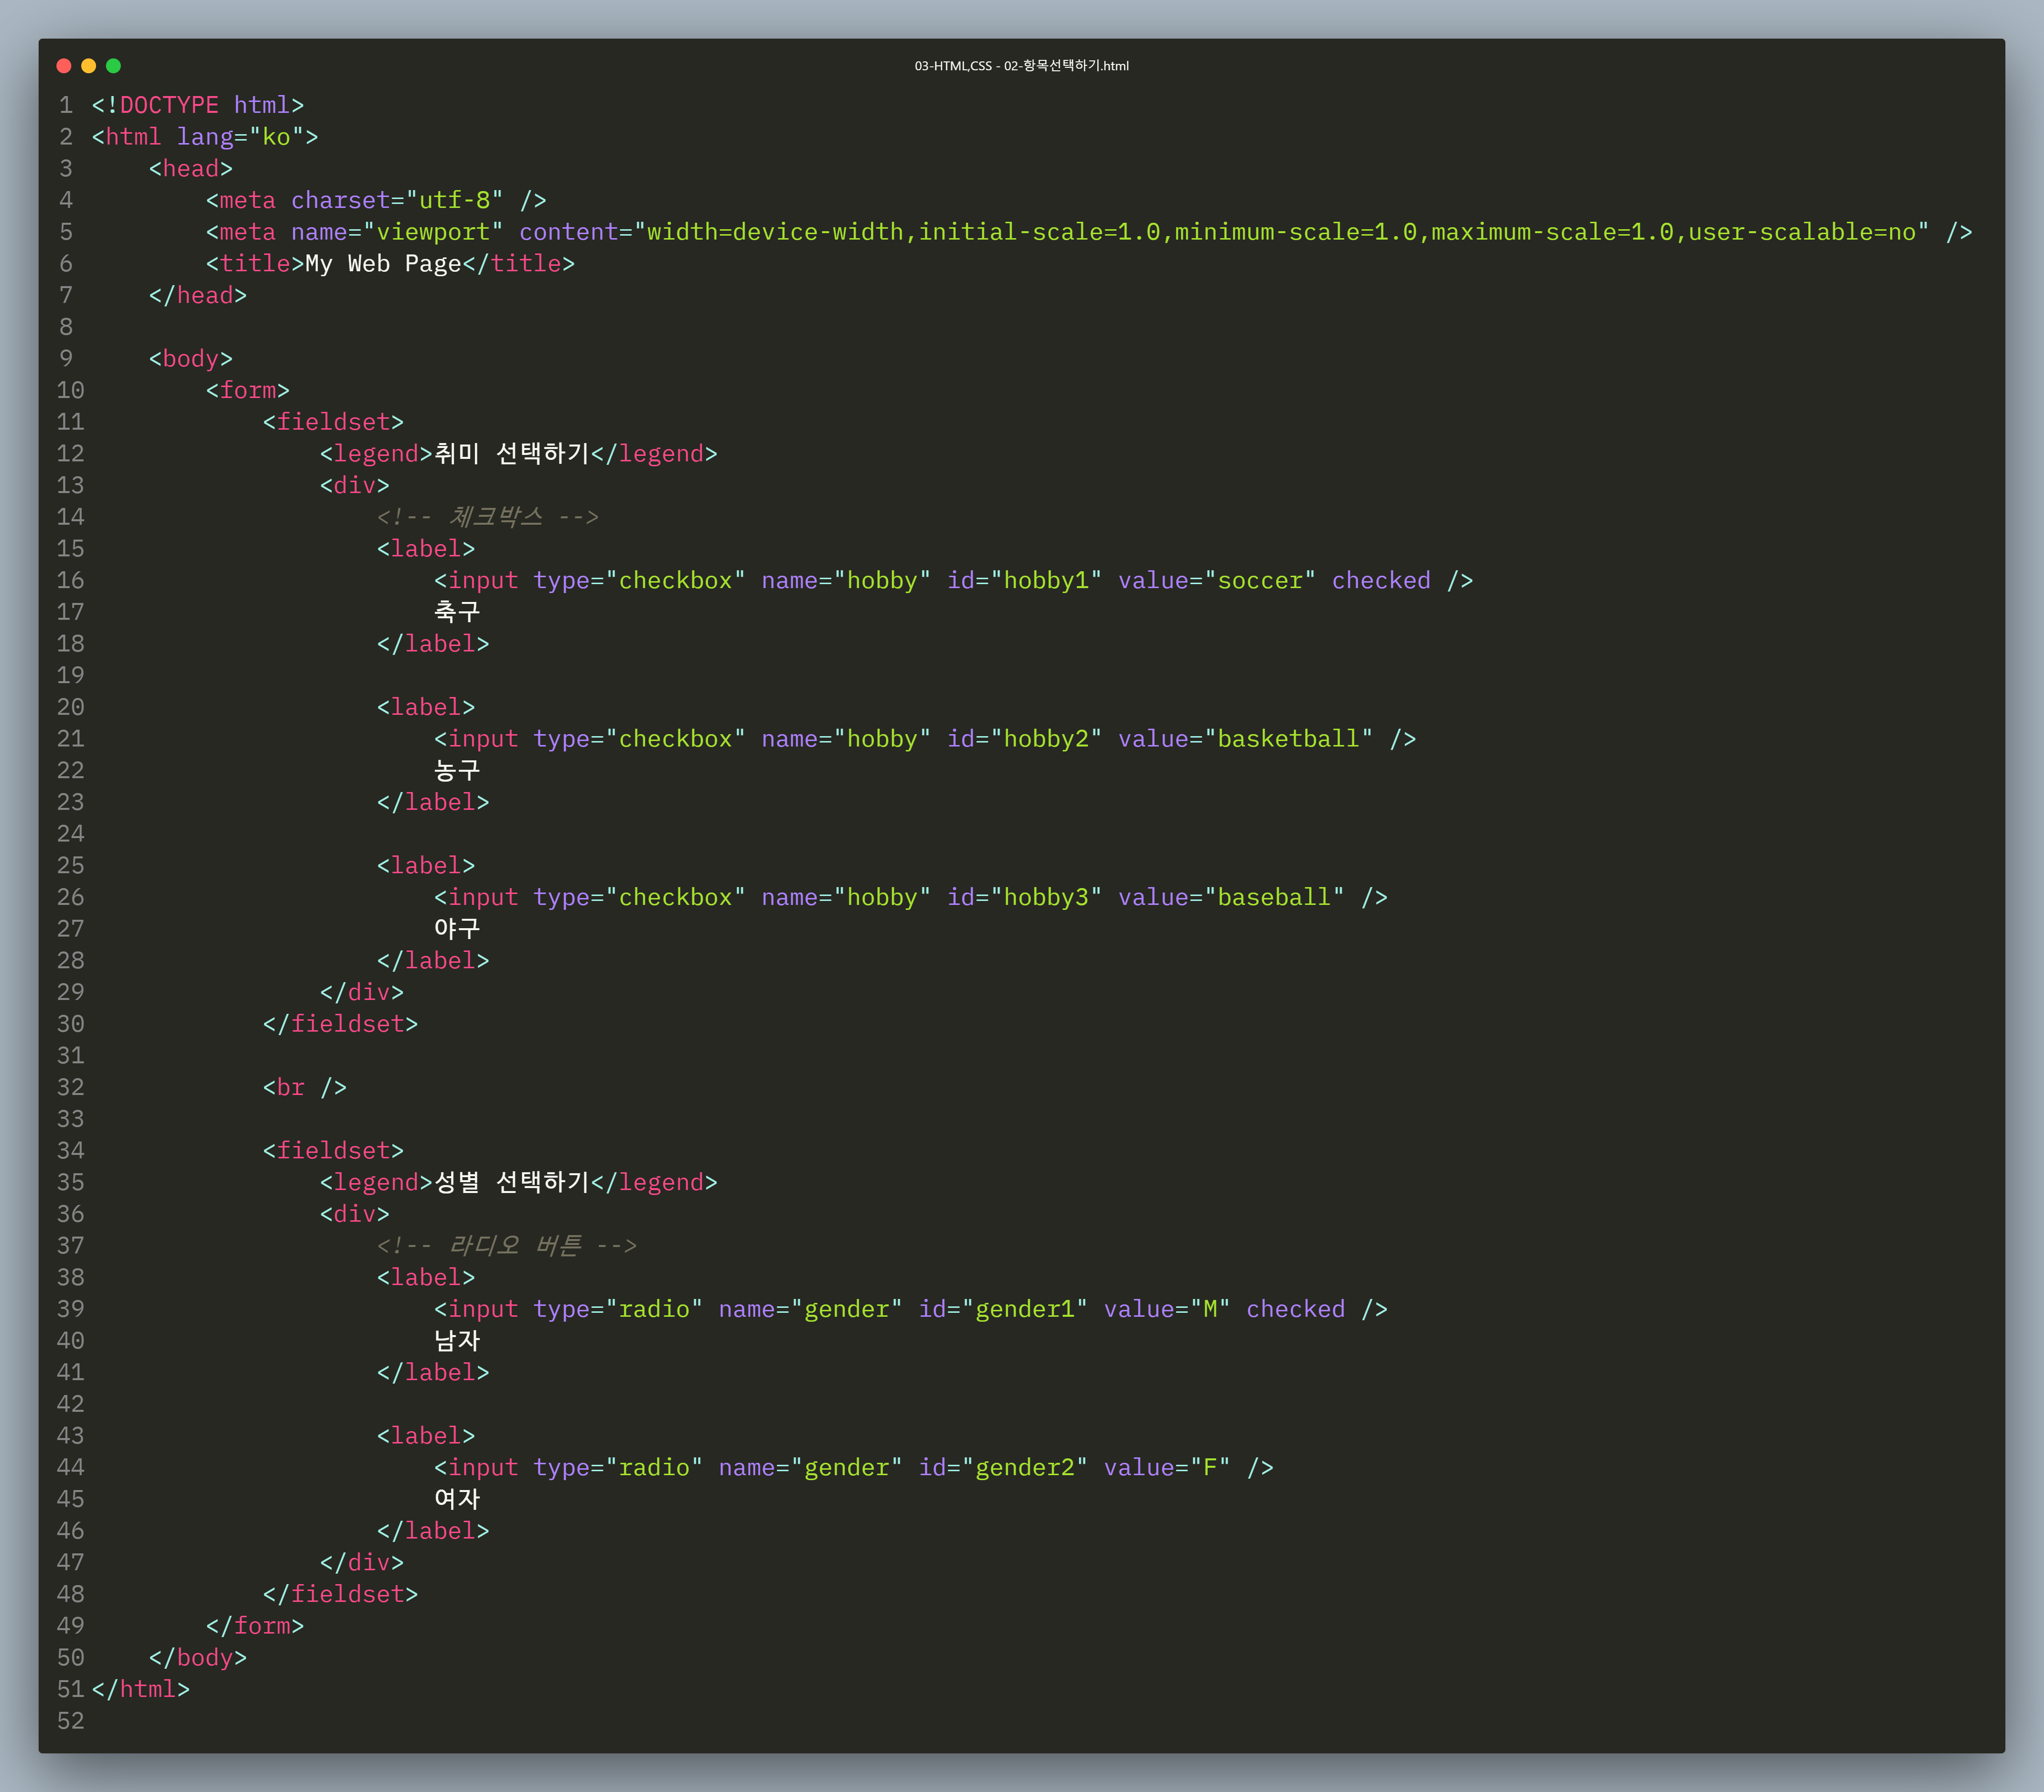 03-HTML,CSS - 02-항목선택하기.html
1 <!DOCTYPE html>
2 <html lang="ko">
3     <head>
4         <meta charset="utf-8" />
5         <meta name="viewport" content="width=device-width,initial-scale=1.0,minimum-scale=1.0,maximum-scale=1.0,user-scalable=no" />
6         <title>My Web Page</title>
7     </head>
8
9     <body>
10         <form>
11             <fieldset>
12                 <legend>취미 선택하기</legend>
13                 <div>
14                     <!-- 체크박스 -->
15                     <label>
16                         <input type="checkbox" name="hobby" id="hobby1" value="soccer" checked />
17                         축구
18                     </label>
19
20                     <label>
21                         <input type="checkbox" name="hobby" id="hobby2" value="basketball" />
22                         농구
23                     </label>
24
25                     <label>
26                         <input type="checkbox" name="hobby" id="hobby3" value="baseball" />
27                         야구
28                     </label>
29                 </div>
30             </fieldset>
31
32             <br />
33
34             <fieldset>
35                 <legend>성별 선택하기</legend>
36                 <div>
37                     <!-- 라디오 버튼 -->
38                     <label>
39                         <input type="radio" name="gender" id="gender1" value="M" checked />
40                         남자
41                     </label>
42
43                     <label>
44                         <input type="radio" name="gender" id="gender2" value="F" />
45                         여자
46                     </label>
47                 </div>
48             </fieldset>
49         </form>
50     </body>
51 </html>
52